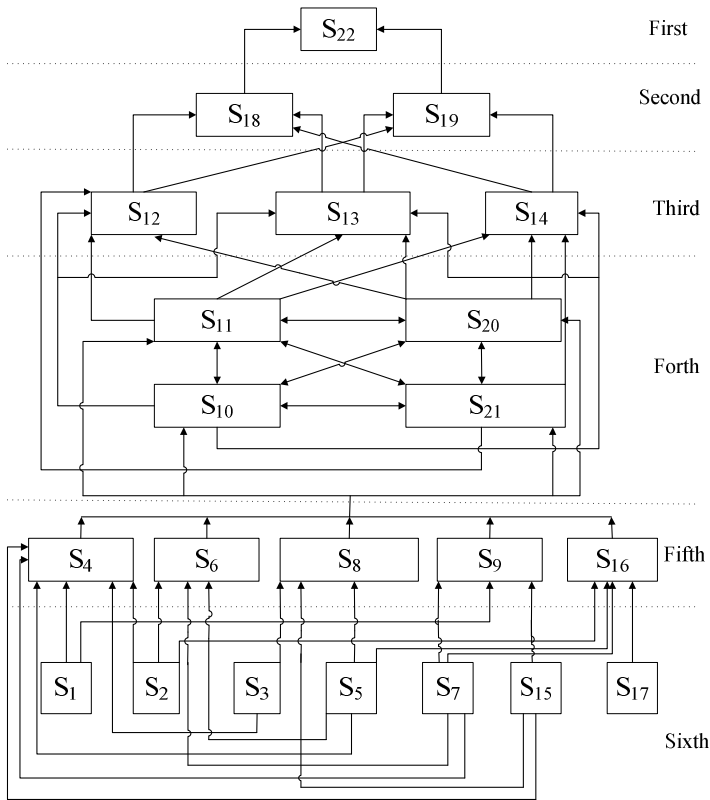 S22
First
S18
S19
Second
S12
S13
S14
Third
S11
S20
Forth
S10
S21
S4
S6
S8
S9
S16
Fifth
S1
S2
S3
S5
S7
S15
S17
Sixth